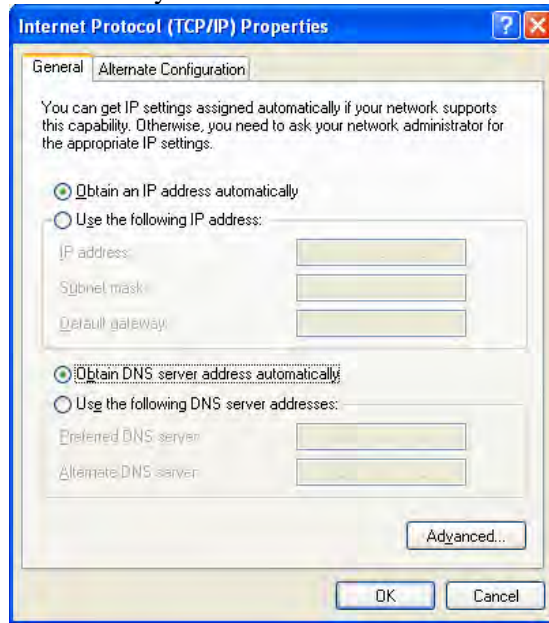 Internet Protocol (TCP/IP) Properties
General
Alternate Configuration
You can get IP settings assigned automatically if your network supports
this capability. Otherwise, you need to ask your network administrator for
the appropriate IP settings.
Obtain an IP address automatically
Use the following IP address:
IP address:
Subnet mask:
Default gateway:
Obtain DNS server address automatically
Use the following DNS server addresses:
Preferred DNS server:
Alternate DNS server:
Advanced...
OK
Cancel